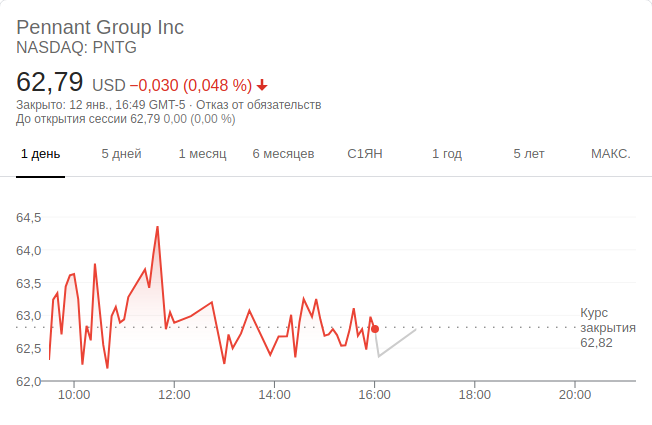 Pennant Group Inc
NASDAQ: PNTG
62,79 USD −0,030 (0,048 %)
Закрыто: 12 янв., 16:49 GMT-5 · Отказ от обязательств
До открытия сессии 62,79 0,00 (0,00 %)
1 день 5 дней 1 месяц 6 месяцев С1ЯН 1 год 5 лет МАКС.
64,5
64,0
63,5
63,0
62,5
62,0
Курс
закрытия
62,82
10:00 12:00 14:00 16:00 18:00 20:00